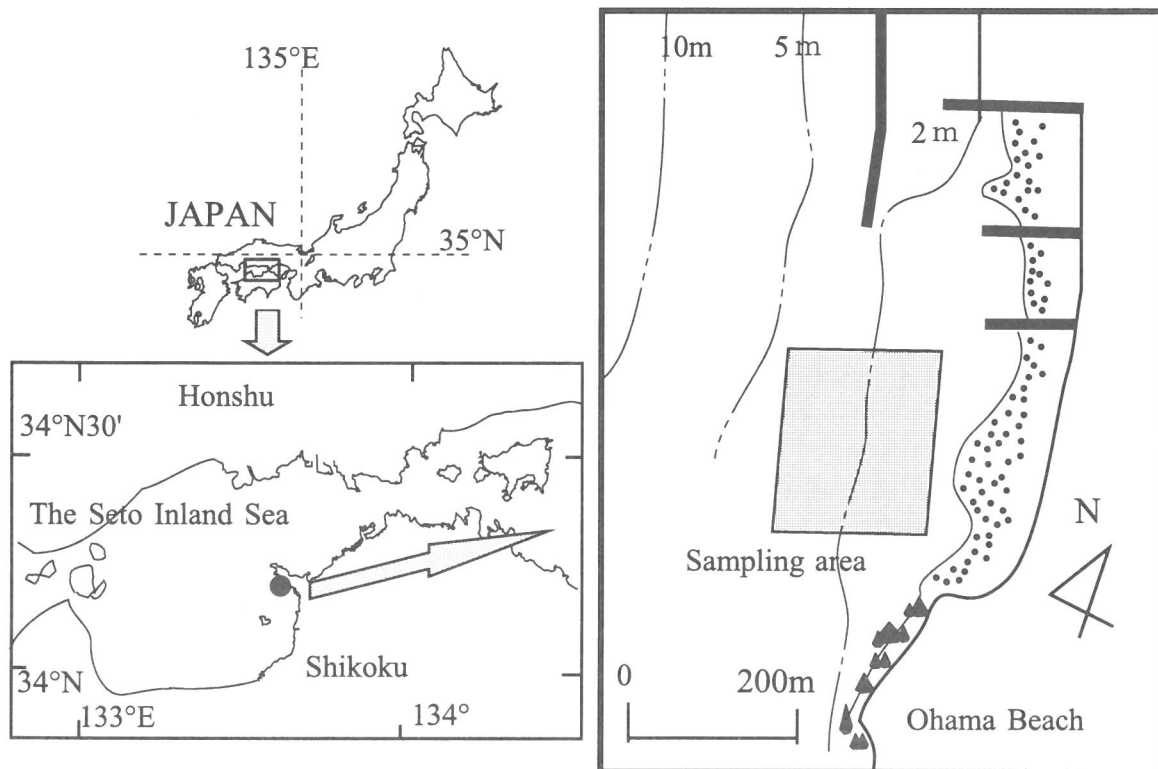 135°E
JAPAN
35°N
Honshu
34°N30'
The Seto Inland Sea
Shikoku
34°N
133°E
134°
10m
5 m
2 m
Sampling area
N
0
200m
Ohama Beach